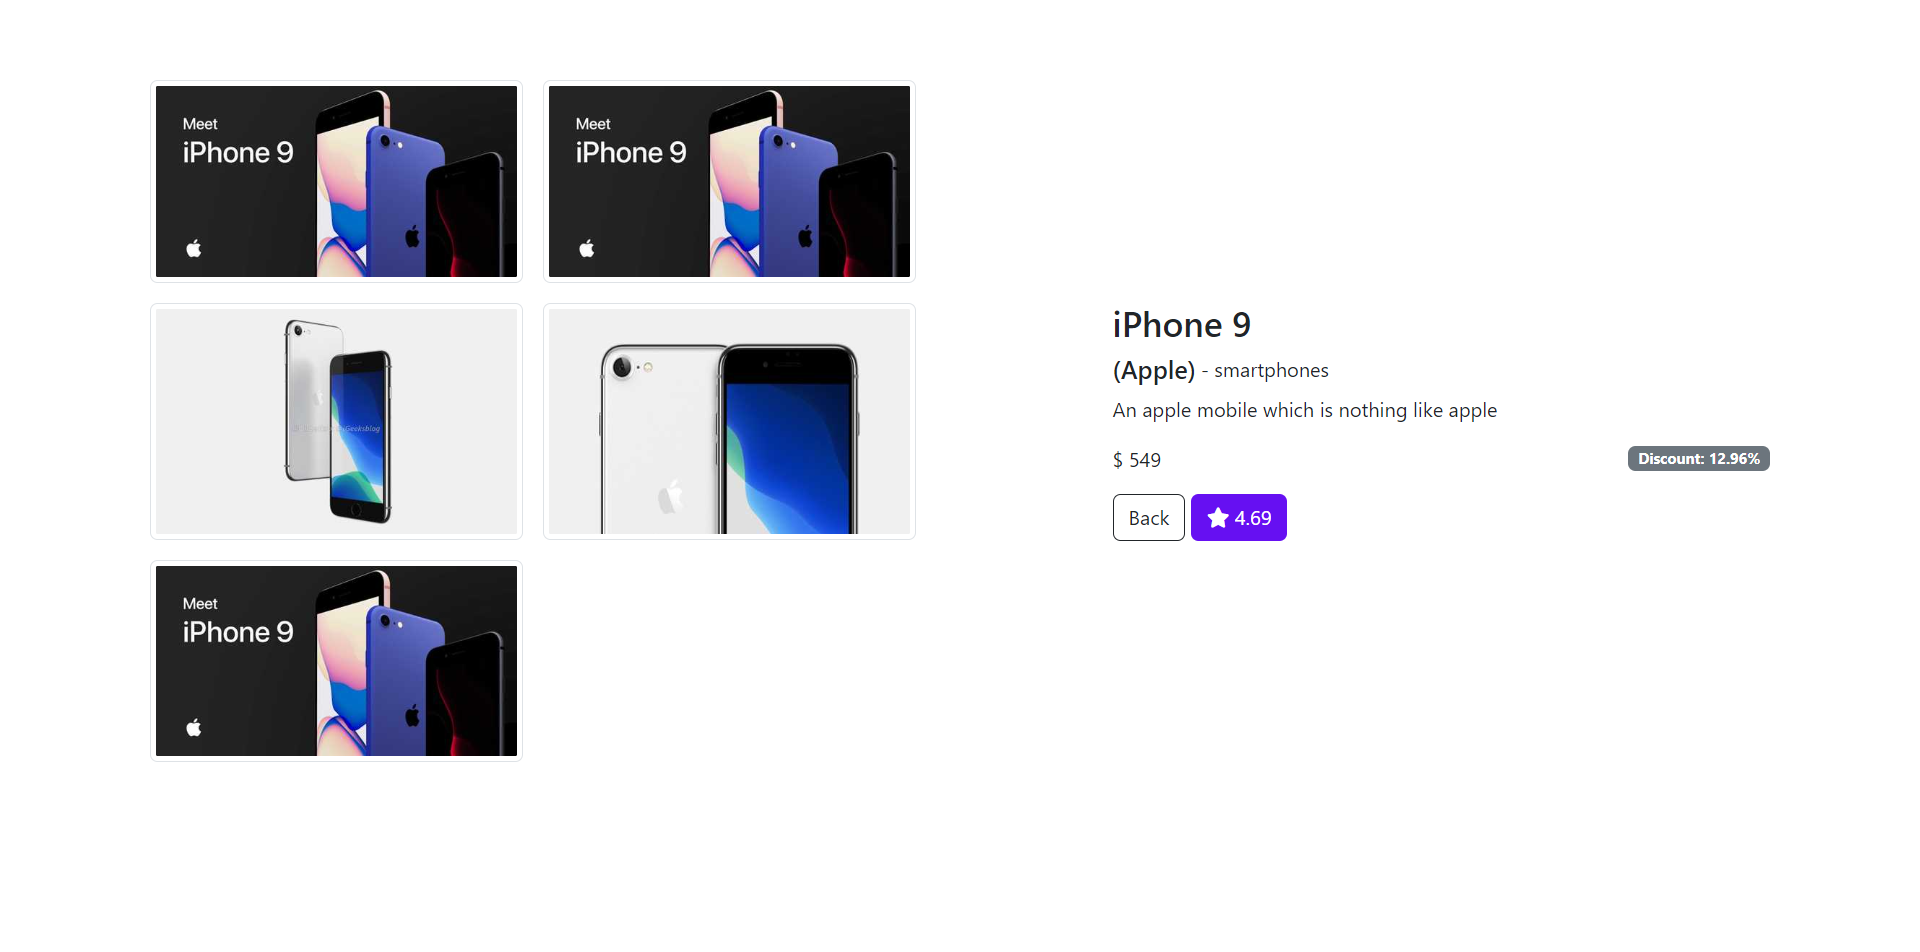 Meet
iPhone 9
Meet
iPhone 9
Geeksblog
Meet
iPhone 9
iPhone 9
(Apple) - smartphones
An apple mobile which is nothing like apple
$ 549
Discount: 12.96%
Back
4.69